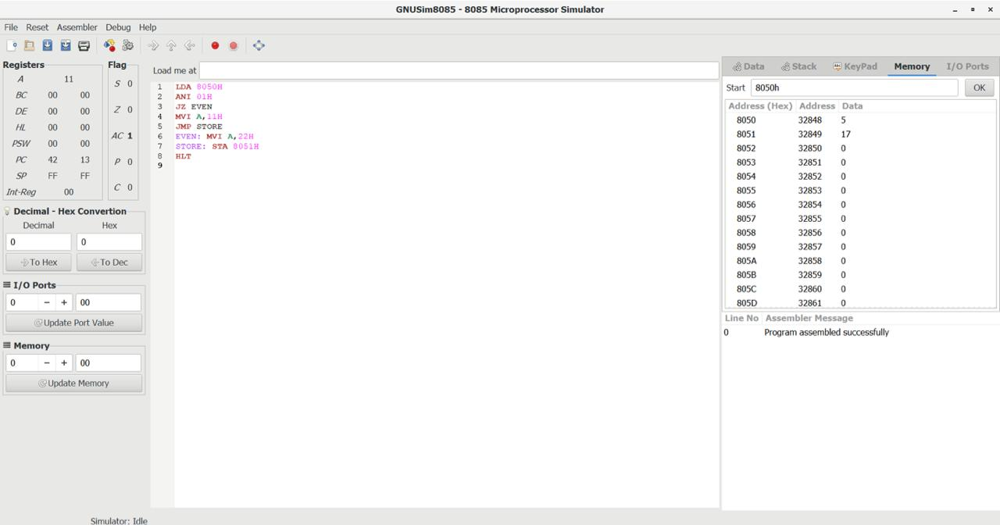 GNUSim8085 - 8085 Microprocessor Simulator
File Reset Assembler Debug Help
Registers
A 11
BC 00 00
DE 00 00
HL 00 00
PSW 00 00
PC 42 13
SP FF FF
Int-Reg 00
Flag
S 0
Z 0
AC 1
P 0
C 0
Decimal - Hex Convertion
Decimal Hex
0 0
To Hex To Dec
I/O Ports
0 − + 00
Update Port Value
Memory
0 − + 00
Update Memory
Load me at
1 LDA 8050H
2 ANI 01H
3 JZ EVEN
4 MVI A,11H
5 JMP STORE
6 EVEN: MVI A,22H
7 STORE: STA 8051H
8 HLT
9
Data Stack Abc KeyPad Memory I/O Ports
Start 8050h OK
Address (Hex) Address Data
8050 32848 5
8051 32849 17
8052 32850 0
8053 32851 0
8054 32852 0
8055 32853 0
8056 32854 0
8057 32855 0
8058 32856 0
8059 32857 0
805A 32858 0
805B 32859 0
805C 32860 0
805D 32861 0
Line No Assembler Message
0 Program assembled successfully
Simulator: Idle